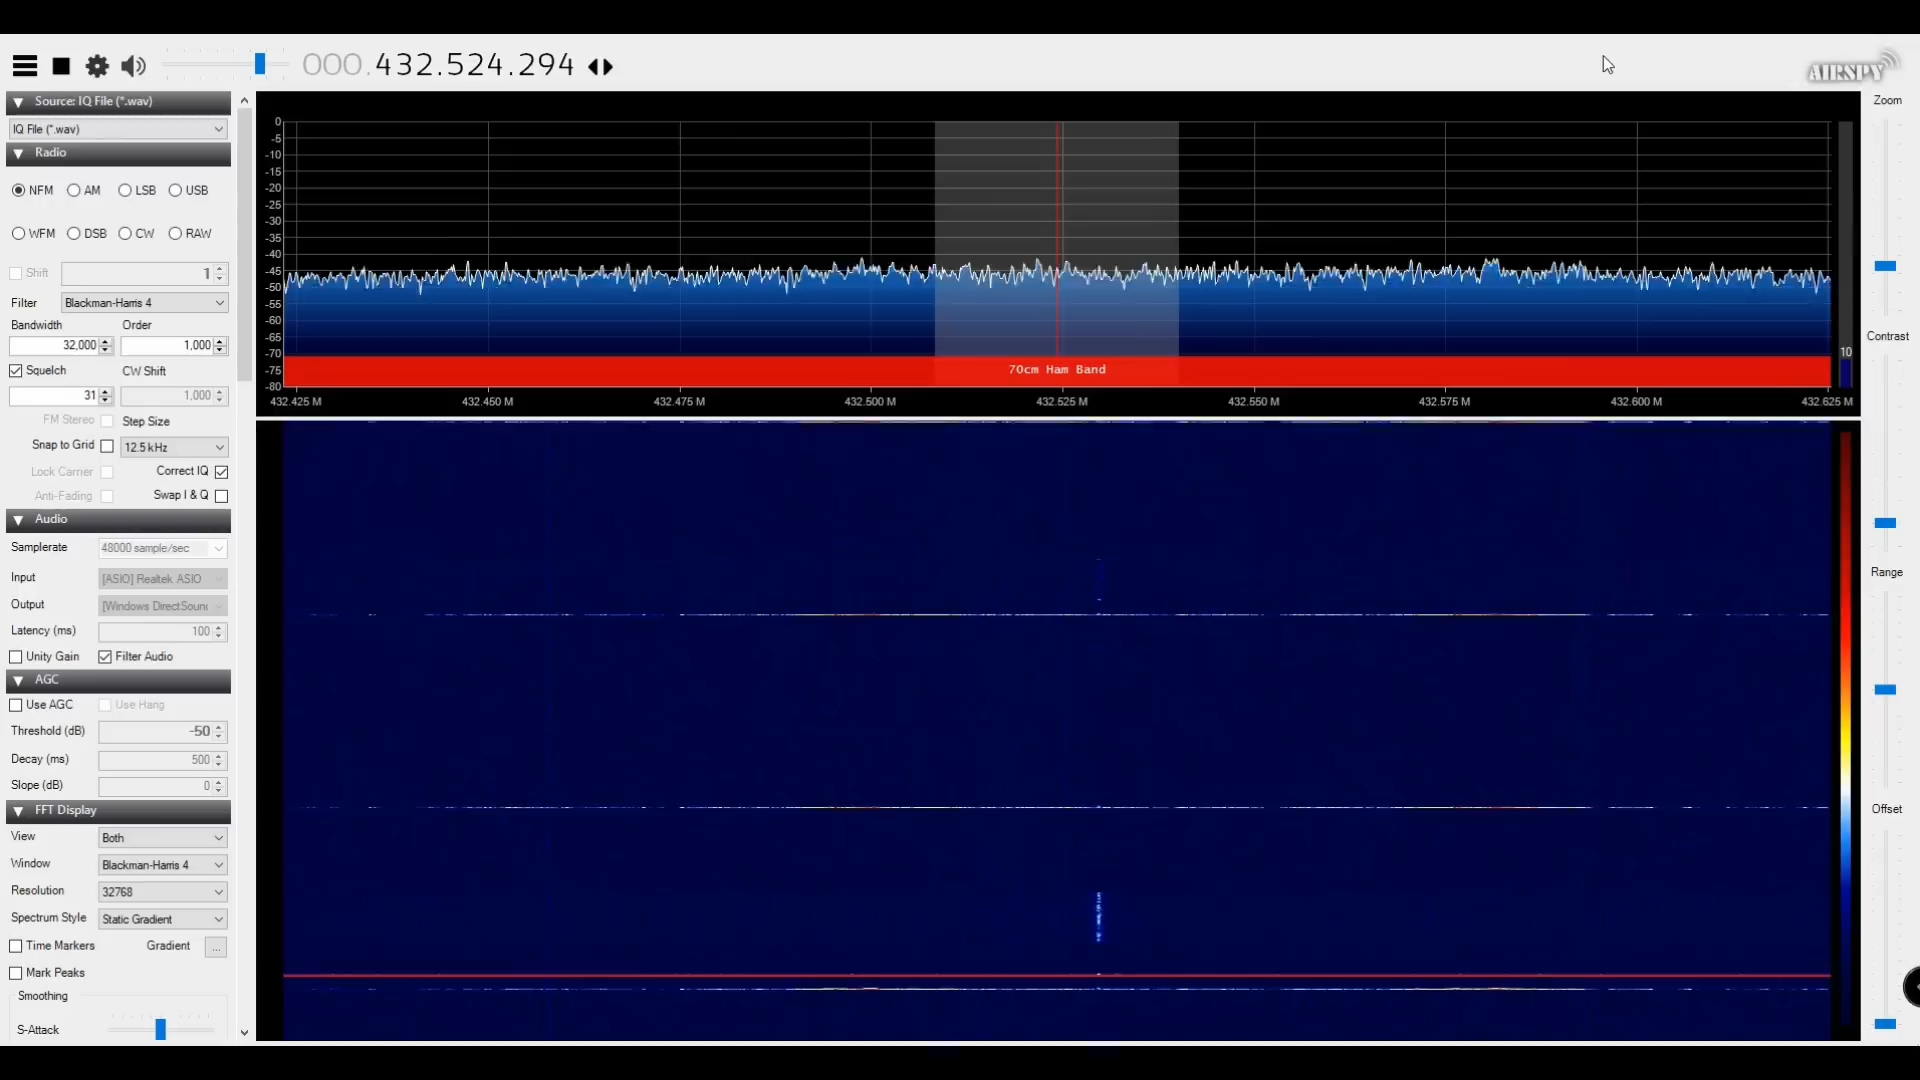 000.432.524.294
AIRSPY
Source: IQ File (*.wav)
IQ File (*.wav)
Radio
NFM AM LSB USB
WFM DSB CW RAW
Shift 1
Filter Blackman-Harris 4
Bandwidth Order
32,000 1,000
Squelch CW Shift
31 1,000
FM Stereo Step Size
Snap to Grid 12.5 kHz
Lock Carrier Correct IQ
Anti-Fading Swap I & Q
Audio
Samplerate 48000 sample/sec
Input [ASIO] Realtek ASIO
Output [Windows DirectSound
Latency (ms) 100
Unity Gain Filter Audio
AGC
Use AGC Use Hang
Threshold (dB) -50
Decay (ms) 500
Slope (dB) 0
FFT Display
View Both
Window Blackman-Harris 4
Resolution 32768
Spectrum Style Static Gradient
Time Markers Gradient ...
Mark Peaks
Smoothing
S-Attack
0
-5
-10
-15
-20
-25
-30
-35
-40
-45
-50
-55
-60
-65
-70
-75
-80
70cm Ham Band
10
432.425 M 432.450 M 432.475 M 432.500 M 432.525 M 432.550 M 432.575 M 432.600 M 432.625 M
Zoom
Contrast
Range
Offset